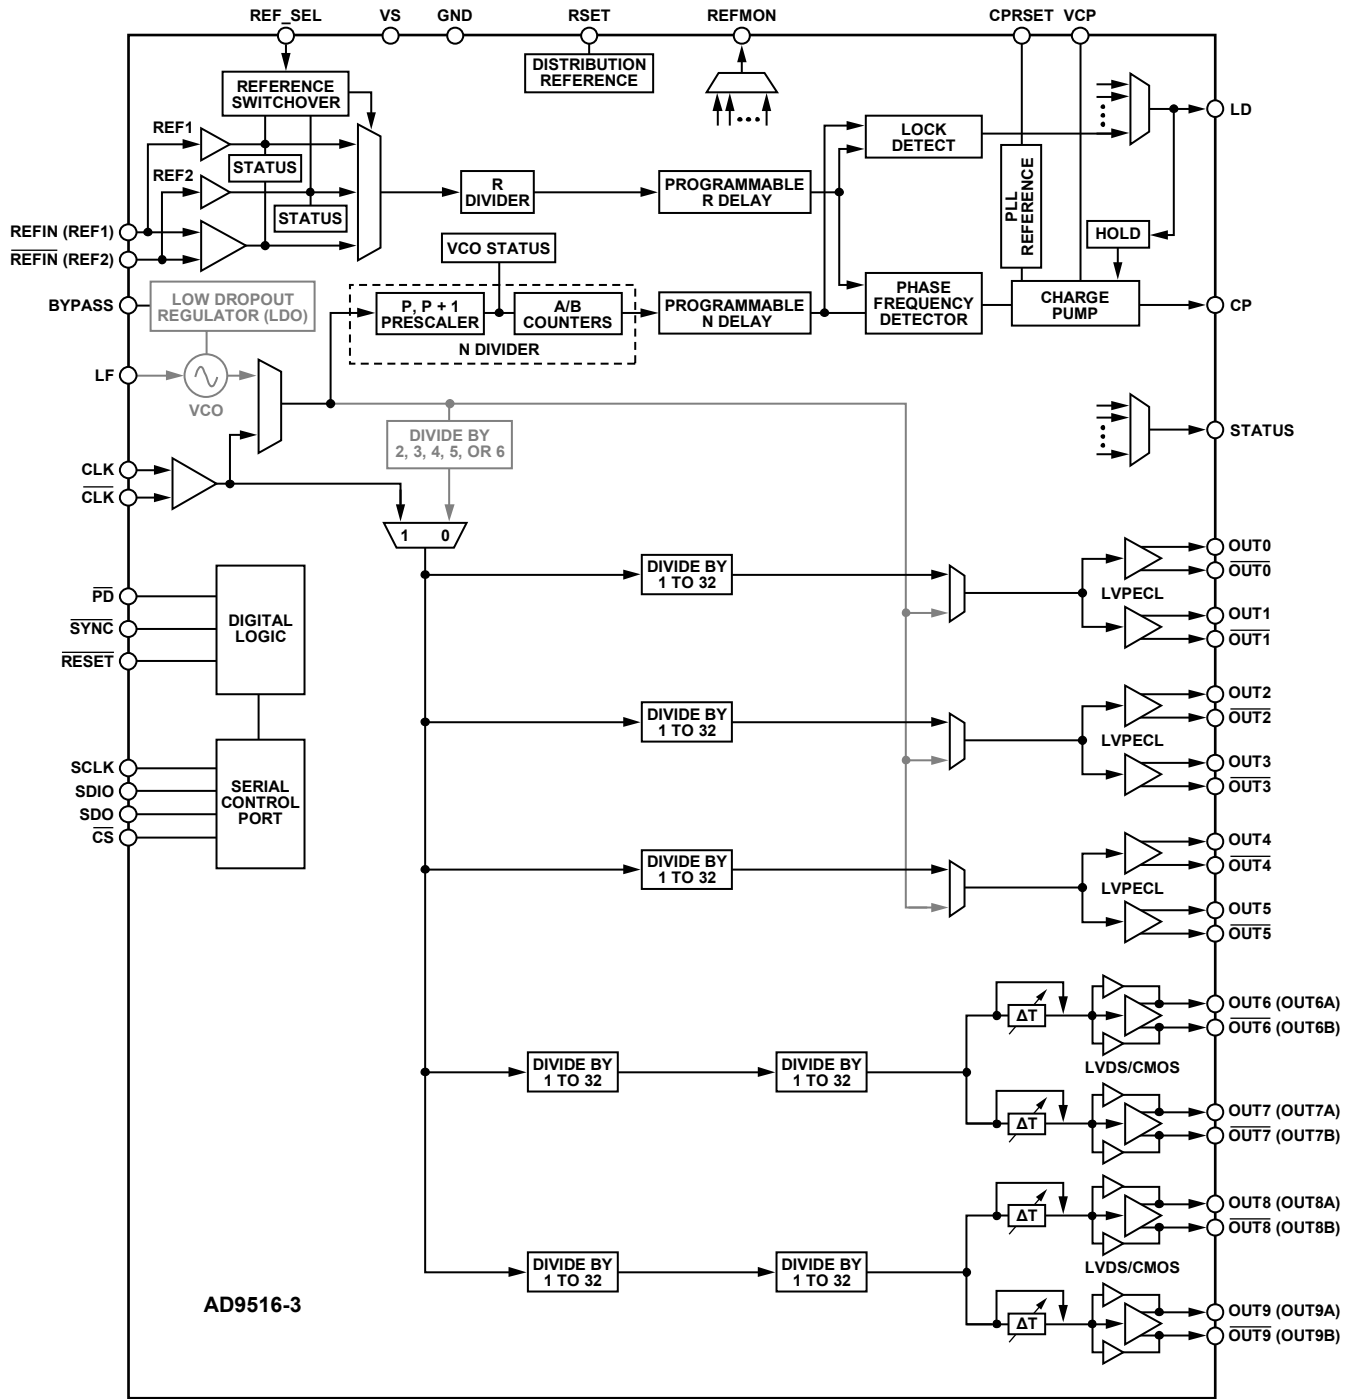 REF_SEL
VS
GND
RSET
REFMON
CPRSET
VCP
DISTRIBUTION
REFERENCE
REFERENCE
SWITCHOVER
REF1
STATUS
REF2
STATUS
REFIN (REF1)
REFIN (REF2)
R
DIVIDER
PROGRAMMABLE
R DELAY
LOCK
DETECT
PLL
REFERENCE
HOLD
LD
VCO STATUS
BYPASS
LOW DROPOUT
REGULATOR (LDO)
P, P + 1
PRESCALER
A/B
COUNTERS
N DIVIDER
PROGRAMMABLE
N DELAY
PHASE
FREQUENCY
DETECTOR
CHARGE
PUMP
CP
LF
VCO
DIVIDE BY
2, 3, 4, 5, OR 6
STATUS
CLK
CLK
1 0
DIVIDE BY
1 TO 32
LVPECL
OUT0
OUT0
OUT1
OUT1
PD
SYNC
RESET
DIGITAL
LOGIC
DIVIDE BY
1 TO 32
LVPECL
OUT2
OUT2
OUT3
OUT3
SCLK
SDIO
SDO
CS
SERIAL
CONTROL
PORT
DIVIDE BY
1 TO 32
LVPECL
OUT4
OUT4
OUT5
OUT5
DIVIDE BY
1 TO 32
DIVIDE BY
1 TO 32
ΔT
ΔT
LVDS/CMOS
OUT6 (OUT6A)
OUT6 (OUT6B)
OUT7 (OUT7A)
OUT7 (OUT7B)
DIVIDE BY
1 TO 32
DIVIDE BY
1 TO 32
ΔT
ΔT
LVDS/CMOS
OUT8 (OUT8A)
OUT8 (OUT8B)
OUT9 (OUT9A)
OUT9 (OUT9B)
AD9516-3